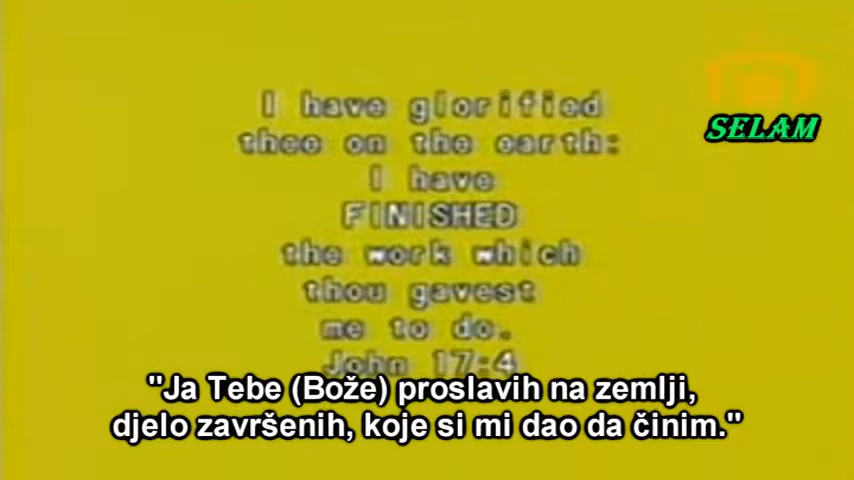 I have glorified
thee on the earth:
I have
FINISHED
the work which
thou gavest
me to do.
John 17:4
SELAM
"Ja Tebe (Bože) proslavih na zemlji,
djelo završenih, koje si mi dao da činim."